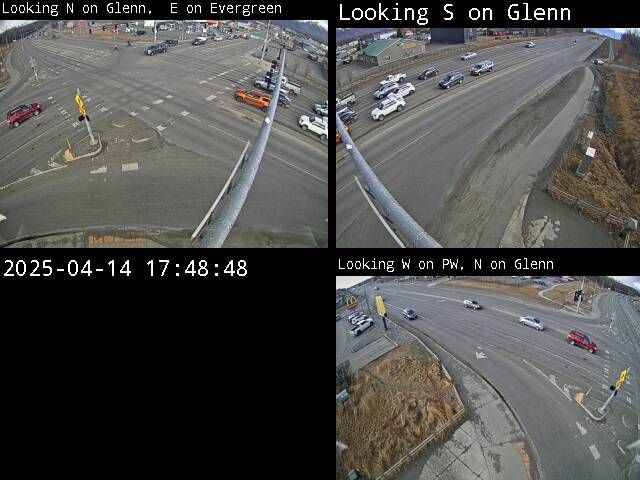 Looking N on Glenn,  E on Evergreen
Looking S on Glenn
2025-04-14 17:48:48
Looking W on PW, N on Glenn